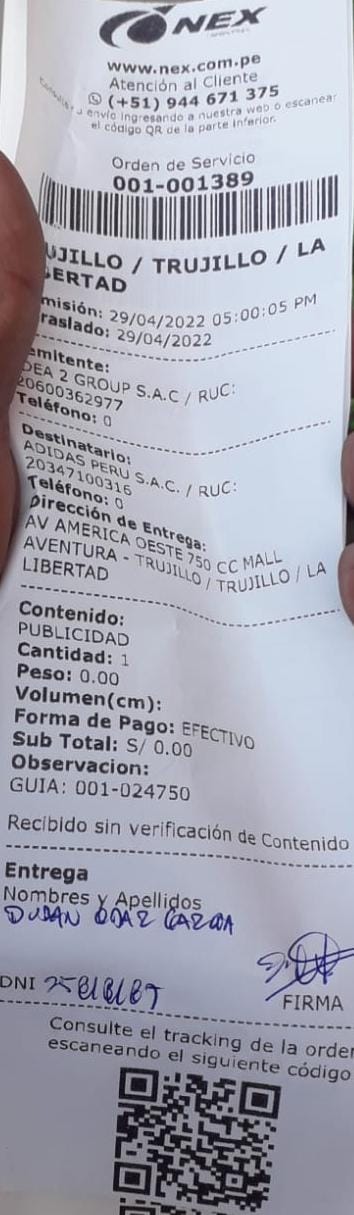 NEX
www.nex.com.pe
Atención al Cliente
(+51) 944 671 375
Consulte su envío ingresando a nuestra web o escanear
el código QR de la parte inferior.
Orden de Servicio
001-001389
UJILLO / TRUJILLO / LA
BERTAD
misión: 29/04/2022 05:00:05 PM
raslado: 29/04/2022
emitente:
DEA 2 GROUP S.A.C / RUC:
20600362977
Teléfono: 0
Destinatario:
ADIDAS PERU S.A.C. / RUC:
20347100316
Teléfono: 0
Dirección de Entrega:
AV AMERICA OESTE 750 CC MALL
AVENTURA - TRUJILLO / TRUJILLO / LA
LIBERTAD
Contenido:
PUBLICIDAD
Cantidad: 1
Peso: 0.00
Volumen(cm):
Forma de Pago: EFECTIVO
Sub Total: S/ 0.00
Observacion:
GUIA: 001-024750
Recibido sin verificación de Contenido
Entrega
Nombres y Apellidos
DNI
FIRMA
Consulte el tracking de la orden
escaneando el siguiente código